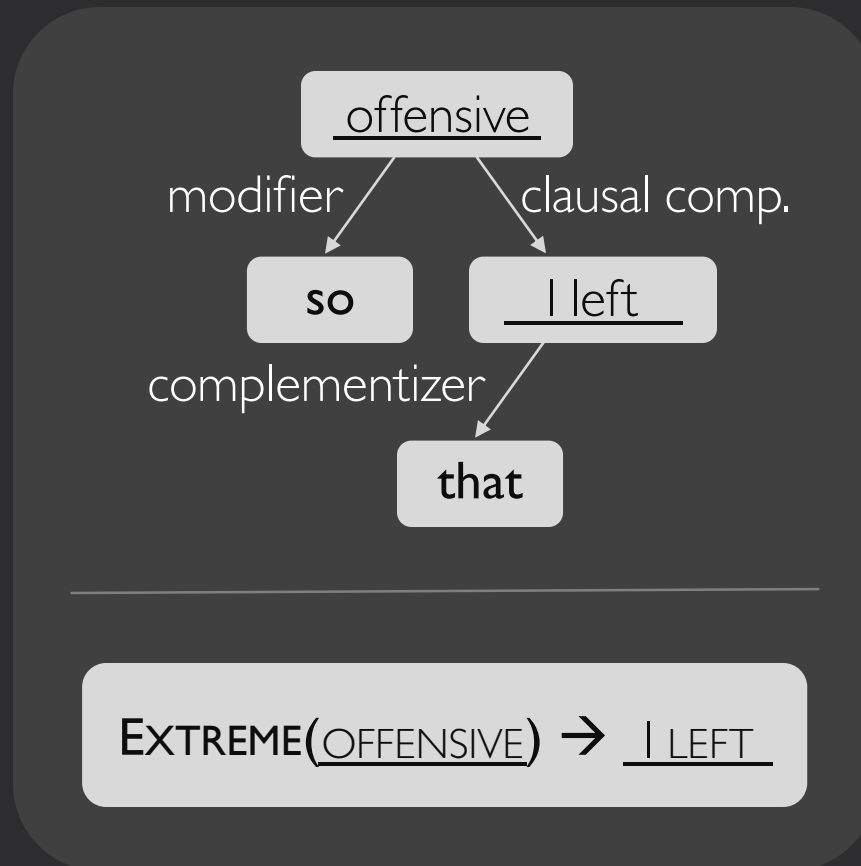 offensive
modifier clausal comp.
so I left
complementizer
that
EXTREME(OFFENSIVE) → I LEFT